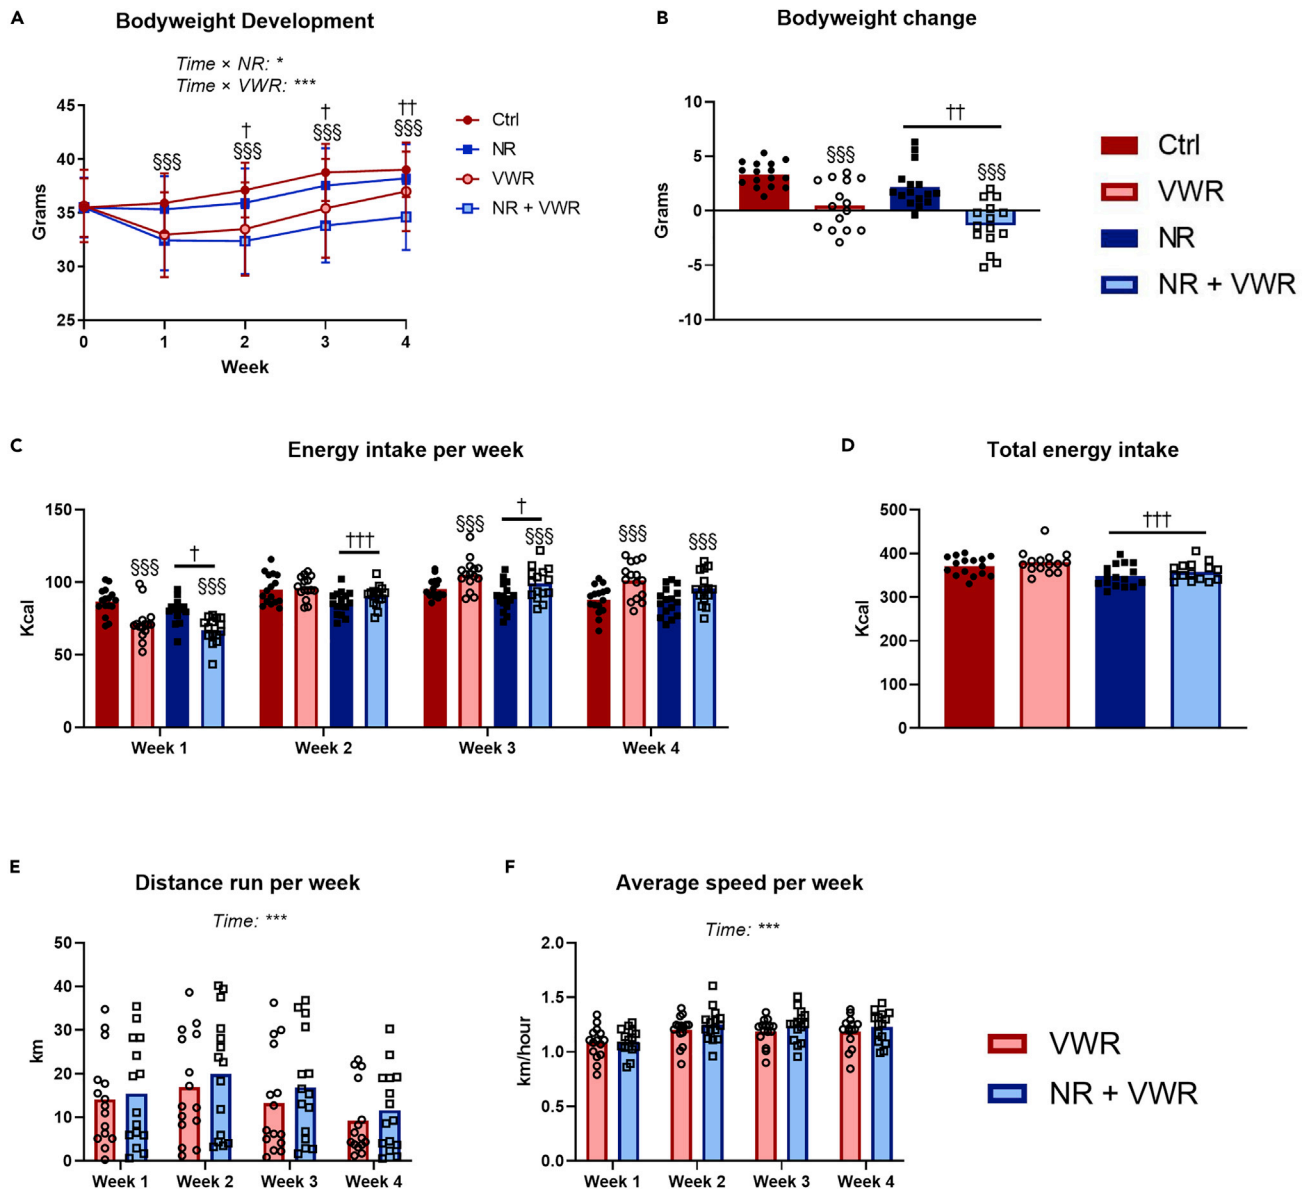 A
Bodyweight Development
Time × NR: *
Time × VWR: ***
Grams
45
40
35
30
25
§§§
†
§§§
†
§§§
††
§§§
0 1 2 3 4
Week
Ctrl
NR
VWR
NR + VWR
B
Bodyweight change
Grams
10
5
0
-5
-10
§§§
††
§§§
Ctrl
VWR
NR
NR + VWR
C
Energy intake per week
Kcal
150
100
50
0
§§§
†
§§§
†††
§§§
†
§§§
§§§
§§§
Week 1 Week 2 Week 3 Week 4
D
Total energy intake
Kcal
500
400
300
200
100
0
†††
E
Distance run per week
Time: ***
km
50
40
30
20
10
0
Week 1 Week 2 Week 3 Week 4
F
Average speed per week
Time: ***
km/hour
2.0
1.5
1.0
0.5
0.0
Week 1 Week 2 Week 3 Week 4
VWR
NR + VWR